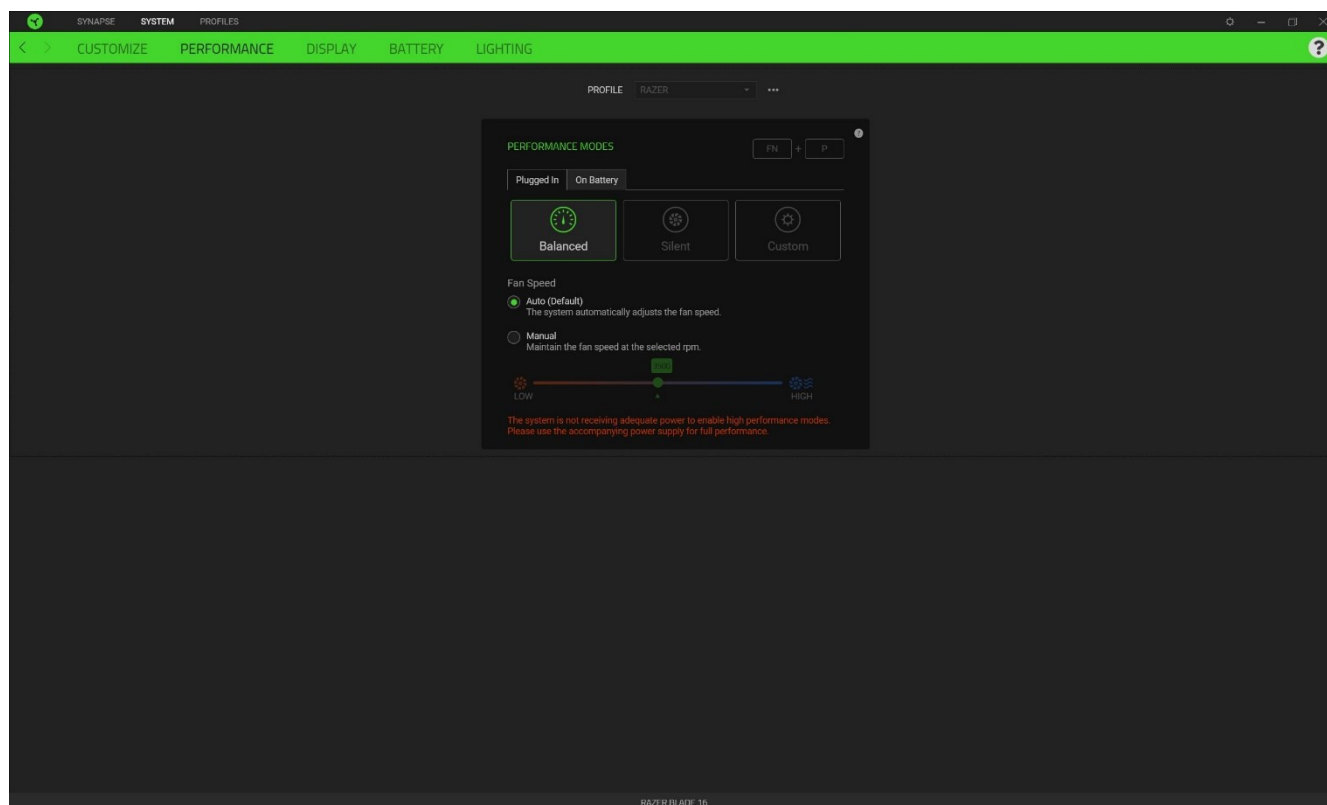 SYNAPSE SYSTEM PROFILES
CUSTOMIZE PERFORMANCE DISPLAY BATTERY LIGHTING ?
PROFILE RAZER
PERFORMANCE MODES FN + P
Plugged In On Battery
Balanced Silent Custom
Fan Speed
Auto (Default)
The system automatically adjusts the fan speed.
Manual
Maintain the fan speed at the selected rpm.
LOW HIGH
The system is not receiving adequate power to enable high performance modes.
Please use the accompanying power supply for full performance.
RAZER BLADE 16